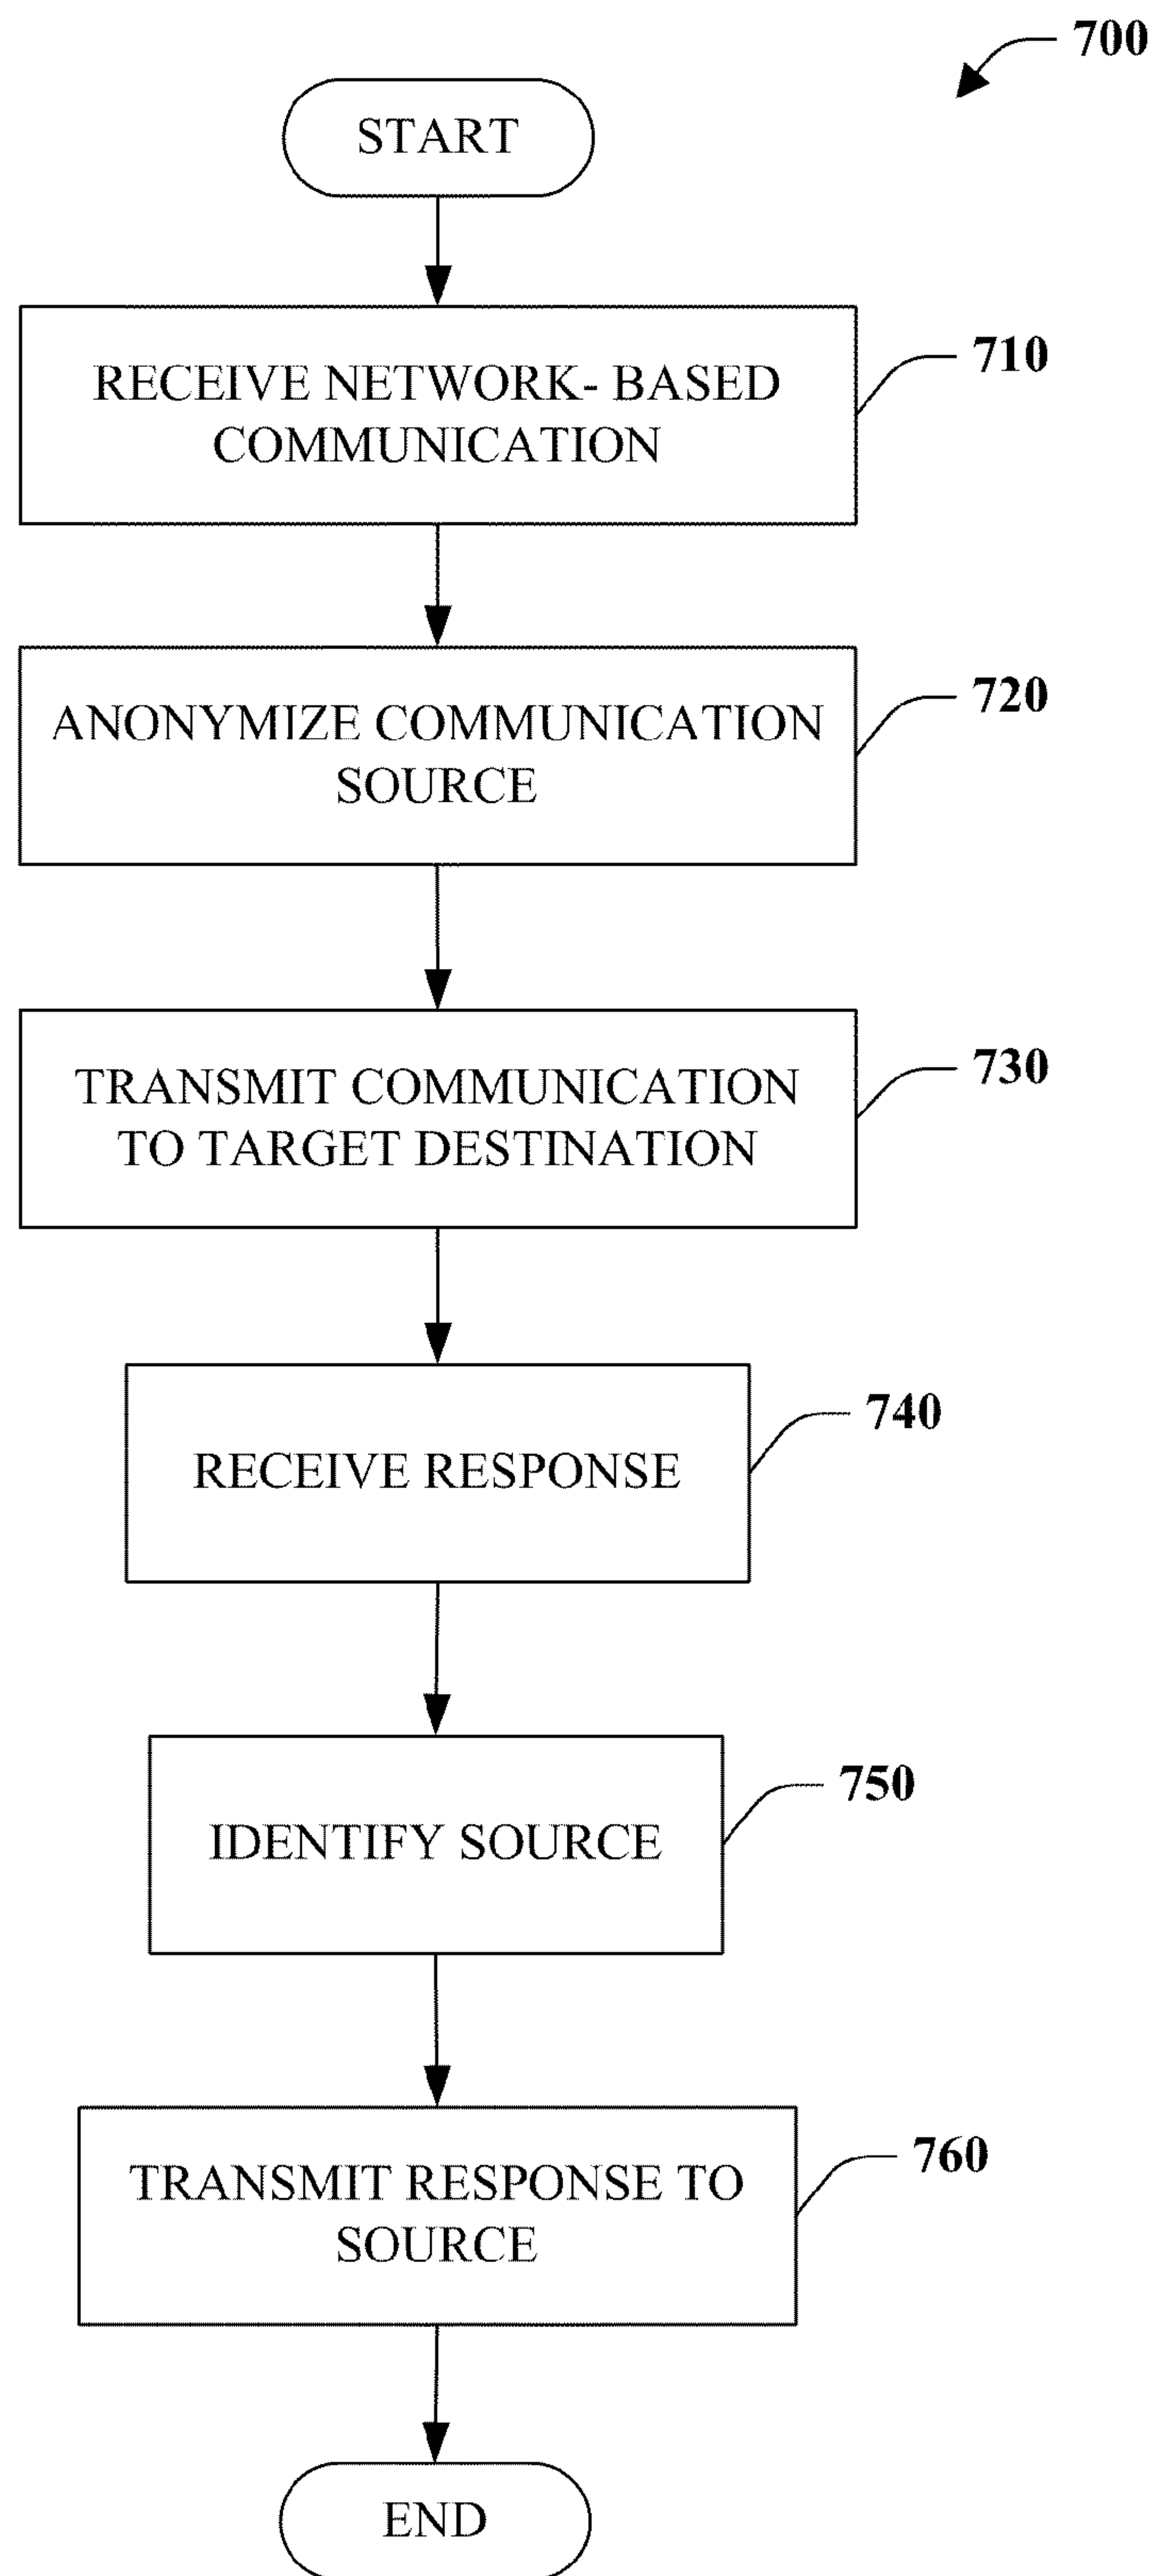 700
START
RECEIVE NETWORK- BASED
COMMUNICATION
710
ANONYMIZE COMMUNICATION
SOURCE
720
TRANSMIT COMMUNICATION
TO TARGET DESTINATION
730
RECEIVE RESPONSE
740
IDENTIFY SOURCE
750
TRANSMIT RESPONSE TO
SOURCE
760
END